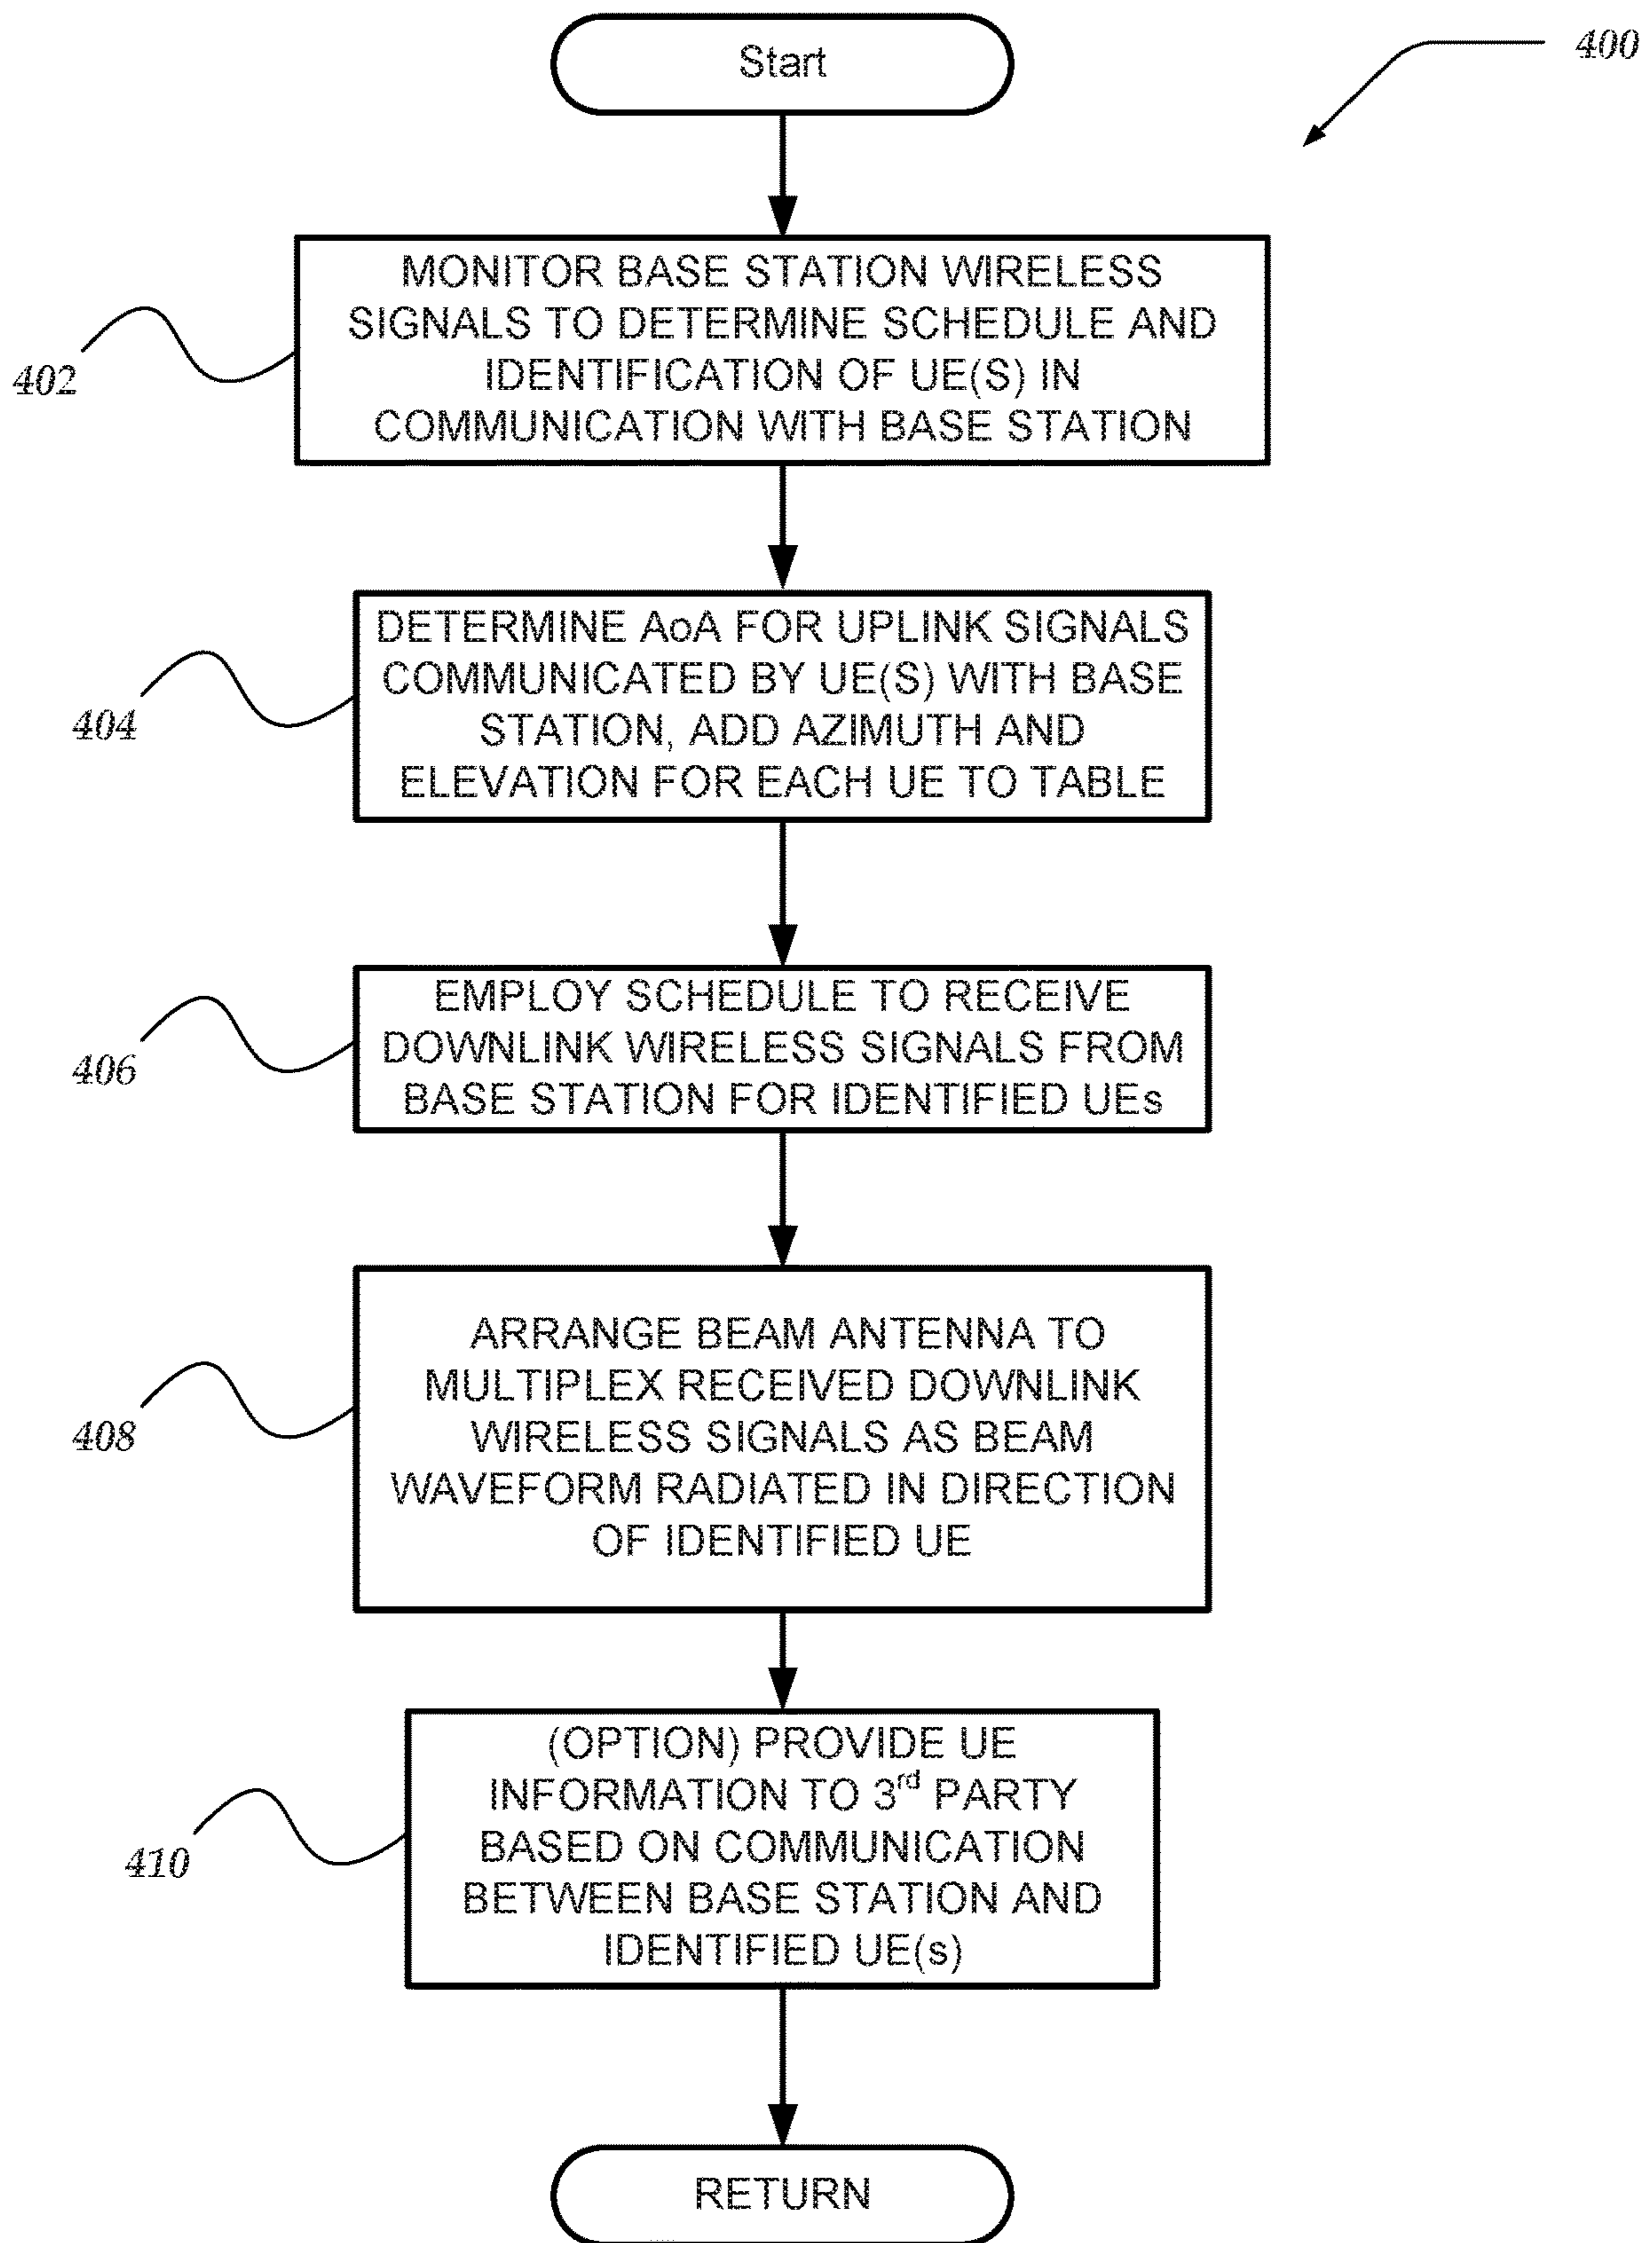 Start
400
MONITOR BASE STATION WIRELESS
SIGNALS TO DETERMINE SCHEDULE AND
IDENTIFICATION OF UE(S) IN
COMMUNICATION WITH BASE STATION
402
DETERMINE AoA FOR UPLINK SIGNALS
COMMUNICATED BY UE(S) WITH BASE
STATION, ADD AZIMUTH AND
ELEVATION FOR EACH UE TO TABLE
404
EMPLOY SCHEDULE TO RECEIVE
DOWNLINK WIRELESS SIGNALS FROM
BASE STATION FOR IDENTIFIED UEs
406
ARRANGE BEAM ANTENNA TO
MULTIPLEX RECEIVED DOWNLINK
WIRELESS SIGNALS AS BEAM
WAVEFORM RADIATED IN DIRECTION
OF IDENTIFIED UE
408
(OPTION) PROVIDE UE
INFORMATION TO 3rd PARTY
BASED ON COMMUNICATION
BETWEEN BASE STATION AND
IDENTIFIED UE(s)
410
RETURN